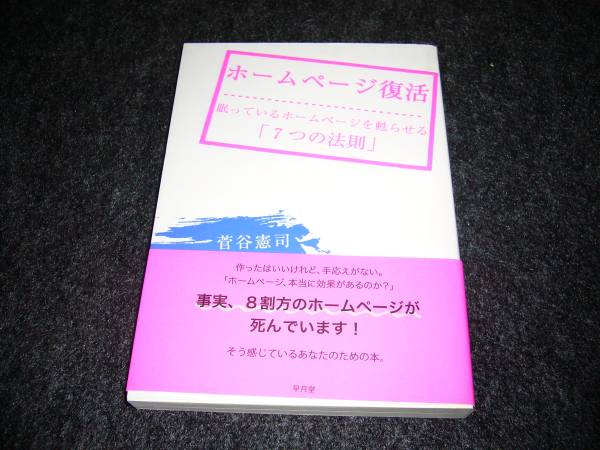 ホームページ復活
眠っているホームページを甦らせる
「７つの法則」
菅谷憲司
作ったはいいけれど、手応えがない。
「ホームページ、本当に効果があるのか？」
事実、８割方のホームページが
死んでいます！
そう感じているあなたのための本。
早月堂